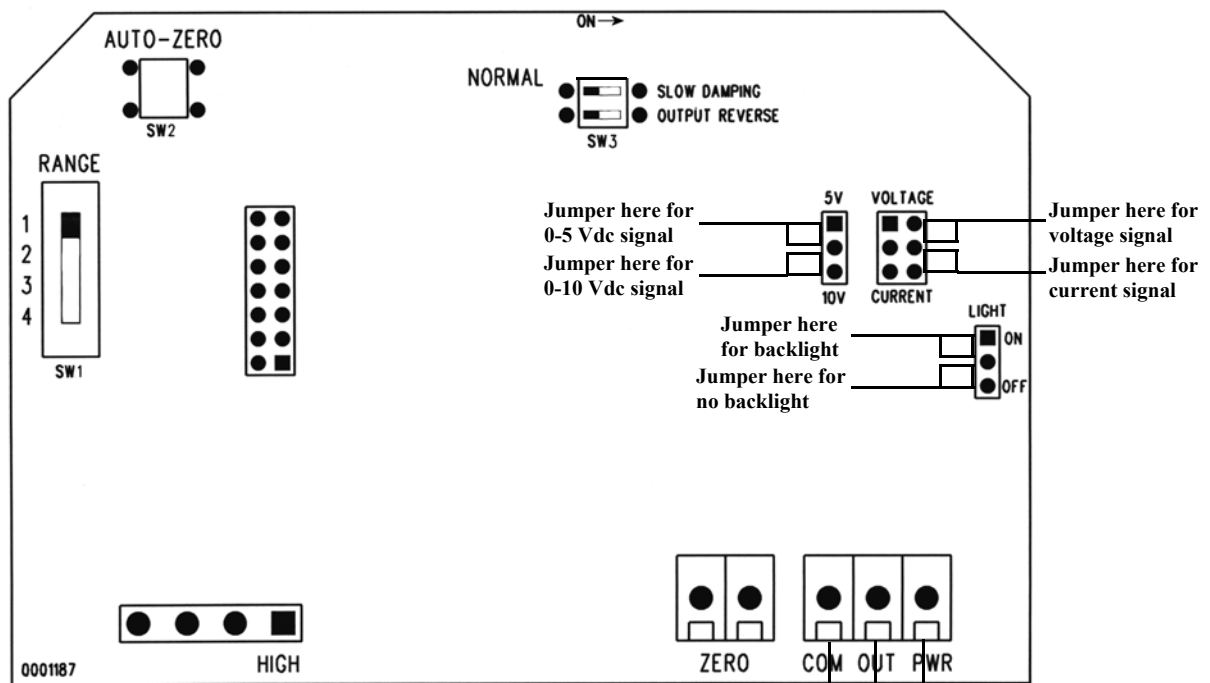 ON→
AUTO-ZERO
SW2
NORMAL
SLOW DAMPING
OUTPUT REVERSE
SW3
RANGE
1
2
3
4
SW1
Jumper here for
0-5 Vdc signal
Jumper here for
0-10 Vdc signal
5V
10V
VOLTAGE
CURRENT
Jumper here for
voltage signal
Jumper here for
current signal
LIGHT
ON
OFF
Jumper here
for backlight
Jumper here for
no backlight
0001187
HIGH
ZERO
COM OUT PWR